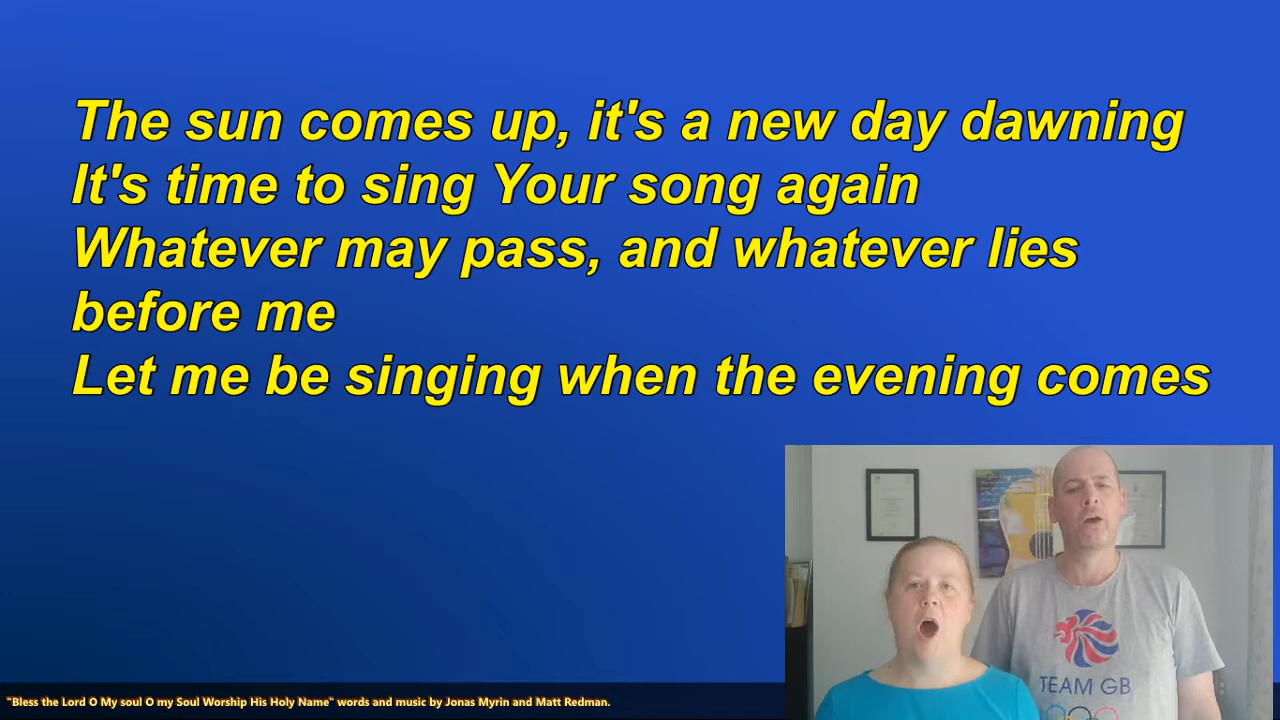 The sun comes up, it's a new day dawning
It's time to sing Your song again
Whatever may pass, and whatever lies
before me
Let me be singing when the evening comes
TEAM GB
"Bless the Lord O My soul O my Soul Worship His Holy Name" words and music by Jonas Myrin and Matt Redman.